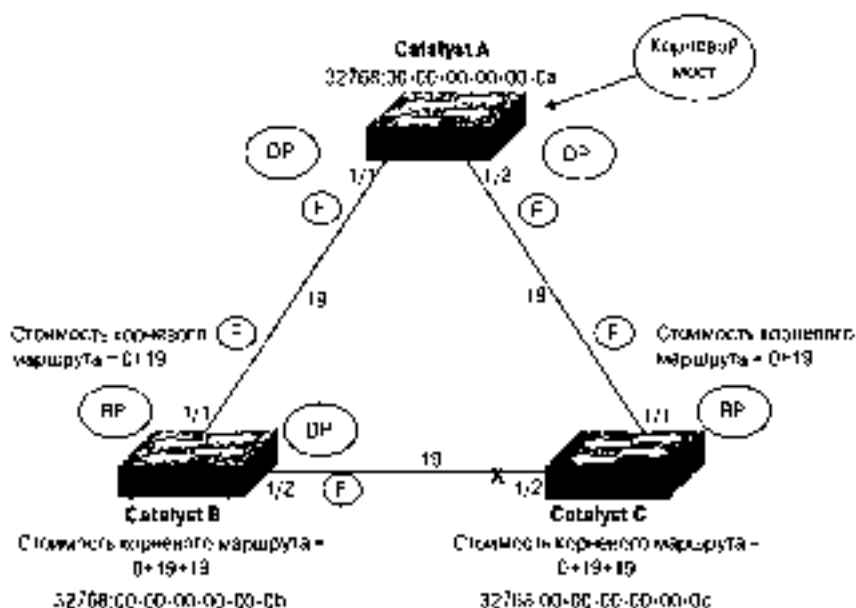 Catalyst A
32768:00-00-00-00-00-0a
Корневой
мост
DP
DP
1/1
1/2
F
F
19
19
F
F
Стоимость корневого
маршрута = 0+19
Стоимость корневого
маршрута = 0+19
RP
1/1
DP
1/1
RP
19
1/2
F
X
1/2
Catalyst B
Catalyst C
Стоимость корневого маршрута =
0+19+19
Стоимость корневого маршрута =
0+19+19
32768:00-00-00-00-00-0b
32768:00-00-00-00-00-0c